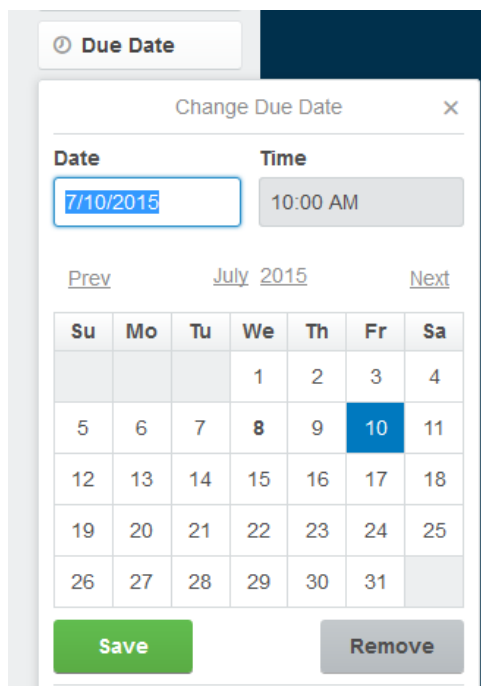 Due Date
Change Due Date ×
Date Time
7/10/2015 10:00 AM
Prev July 2015 Next
Su Mo Tu We Th Fr Sa
1 2 3 4
5 6 7 8 9 10 11
12 13 14 15 16 17 18
19 20 21 22 23 24 25
26 27 28 29 30 31
Save Remove